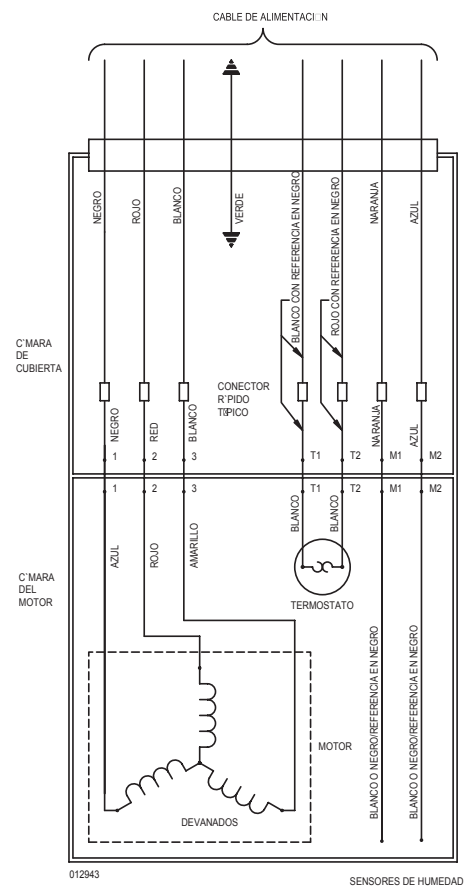 CABLE DE ALIMENTACI□N
NEGRO
ROJO
BLANCO
VERDE
BLANCO CON REFERENCIA EN NEGRO
ROJO CON REFERENCIA EN NEGRO
NARANJA
AZUL
C`MARA
DE
CUBIERTA
CONECTOR
R`PIDO
T□PICO
NEGRO
RED
BLANCO
NARANJA
AZUL
1
2
3
T1
T2
M1
M2
1
2
3
T1
T2
M1
M2
C`MARA
DEL
MOTOR
AZUL
ROJO
AMARILLO
BLANCO
BLANCO
TERMOSTATO
BLANCO O NEGRO/REFERENCIA EN NEGRO
BLANCO O NEGRO/REFERENCIA EN NEGRO
MOTOR
DEVANADOS
012943
SENSORES DE HUMEDAD